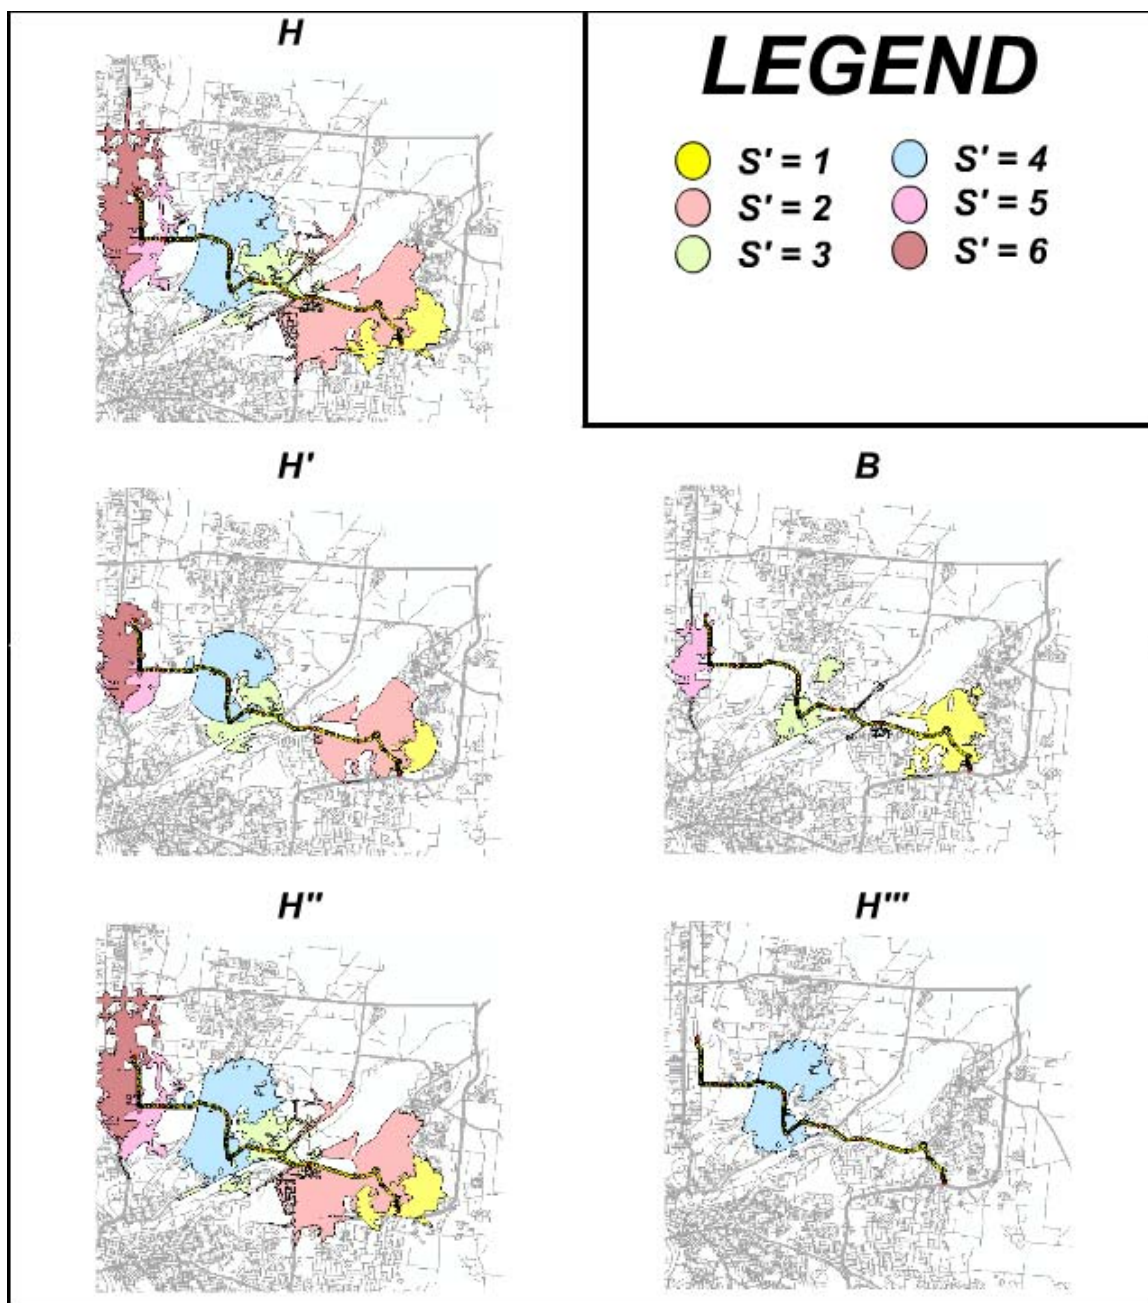 H
LEGEND
S' = 1
S' = 4
S' = 2
S' = 5
S' = 3
S' = 6
H'
B
H"
H'''